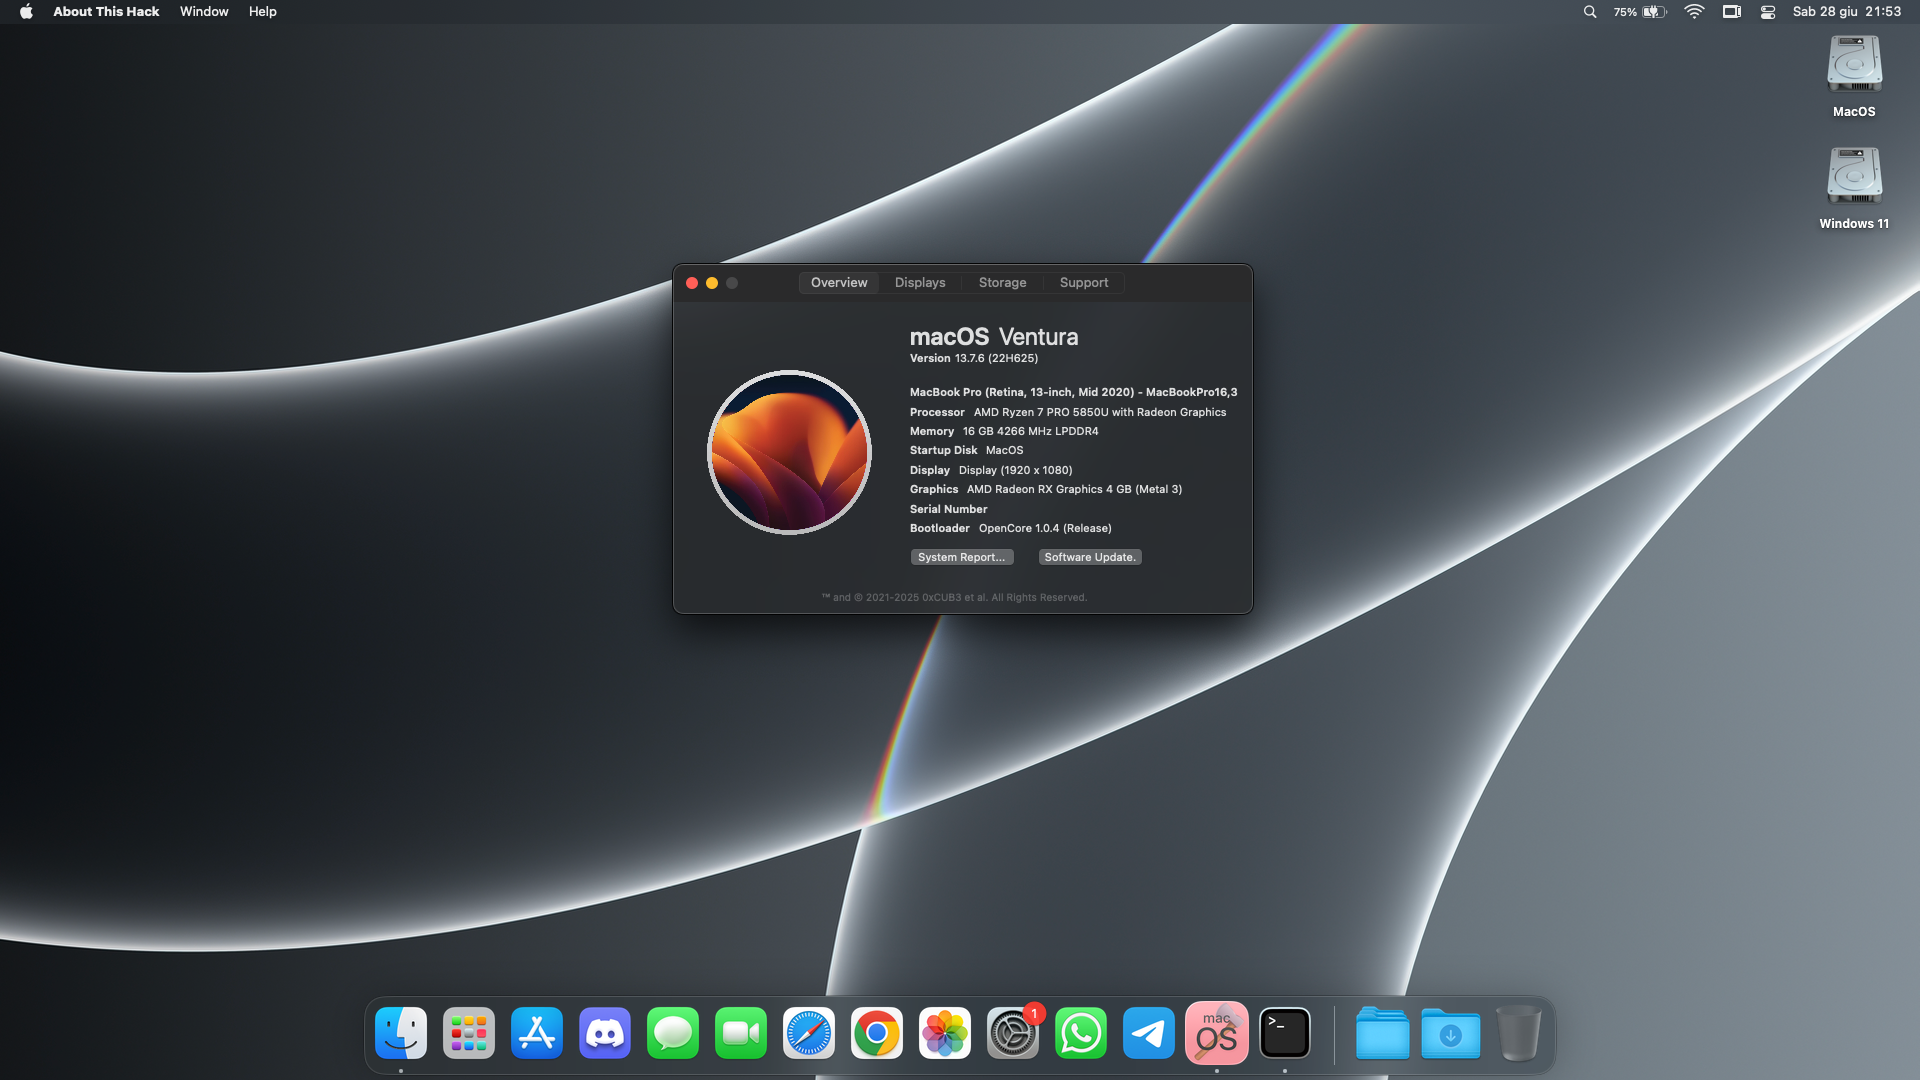 About This Hack Window Help 75% Sab 28 giu 21:53
MacOS
Windows 11
Overview Displays Storage Support
macOS Ventura
Version 13.7.6 (22H625)
MacBook Pro (Retina, 13-inch, Mid 2020) - MacBookPro16,3
Processor AMD Ryzen 7 PRO 5850U with Radeon Graphics
Memory 16 GB 4266 MHz LPDDR4
Startup Disk MacOS
Display Display (1920 x 1080)
Graphics AMD Radeon RX Graphics 4 GB (Metal 3)
Serial Number
Bootloader OpenCore 1.0.4 (Release)
System Report... Software Update.
™ and © 2021-2025 0xCUB3 et al. All Rights Reserved.
1
mac
OS
>_